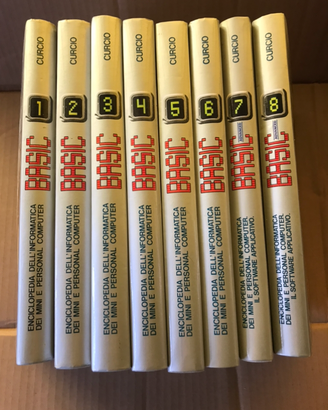 CURCIO
1
BASIC
ENCICLOPEDIA DELL'INFORMATICA
DEI MINI E PERSONAL COMPUTER
CURCIO
2
BASIC
ENCICLOPEDIA DELL'INFORMATICA
DEI MINI E PERSONAL COMPUTER
CURCIO
3
BASIC
ENCICLOPEDIA DELL'INFORMATICA
DEI MINI E PERSONAL COMPUTER
CURCIO
4
BASIC
ENCICLOPEDIA DELL'INFORMATICA
DEI MINI E PERSONAL COMPUTER
CURCIO
5
BASIC
ENCICLOPEDIA DELL'INFORMATICA
DEI MINI E PERSONAL COMPUTER
CURCIO
6
BASIC
ENCICLOPEDIA DELL'INFORMATICA
DEI MINI E PERSONAL COMPUTER
CURCIO
7
BASIC
ENCICLOPEDIA DELL'INFORMATICA
DEI MINI E PERSONAL COMPUTER.
IL SOFTWARE APPLICATIVO.
CURCIO
8
BASIC
ENCICLOPEDIA DELL'INFORMATICA
DEI MINI E PERSONAL COMPUTER.
IL SOFTWARE APPLICATIVO.